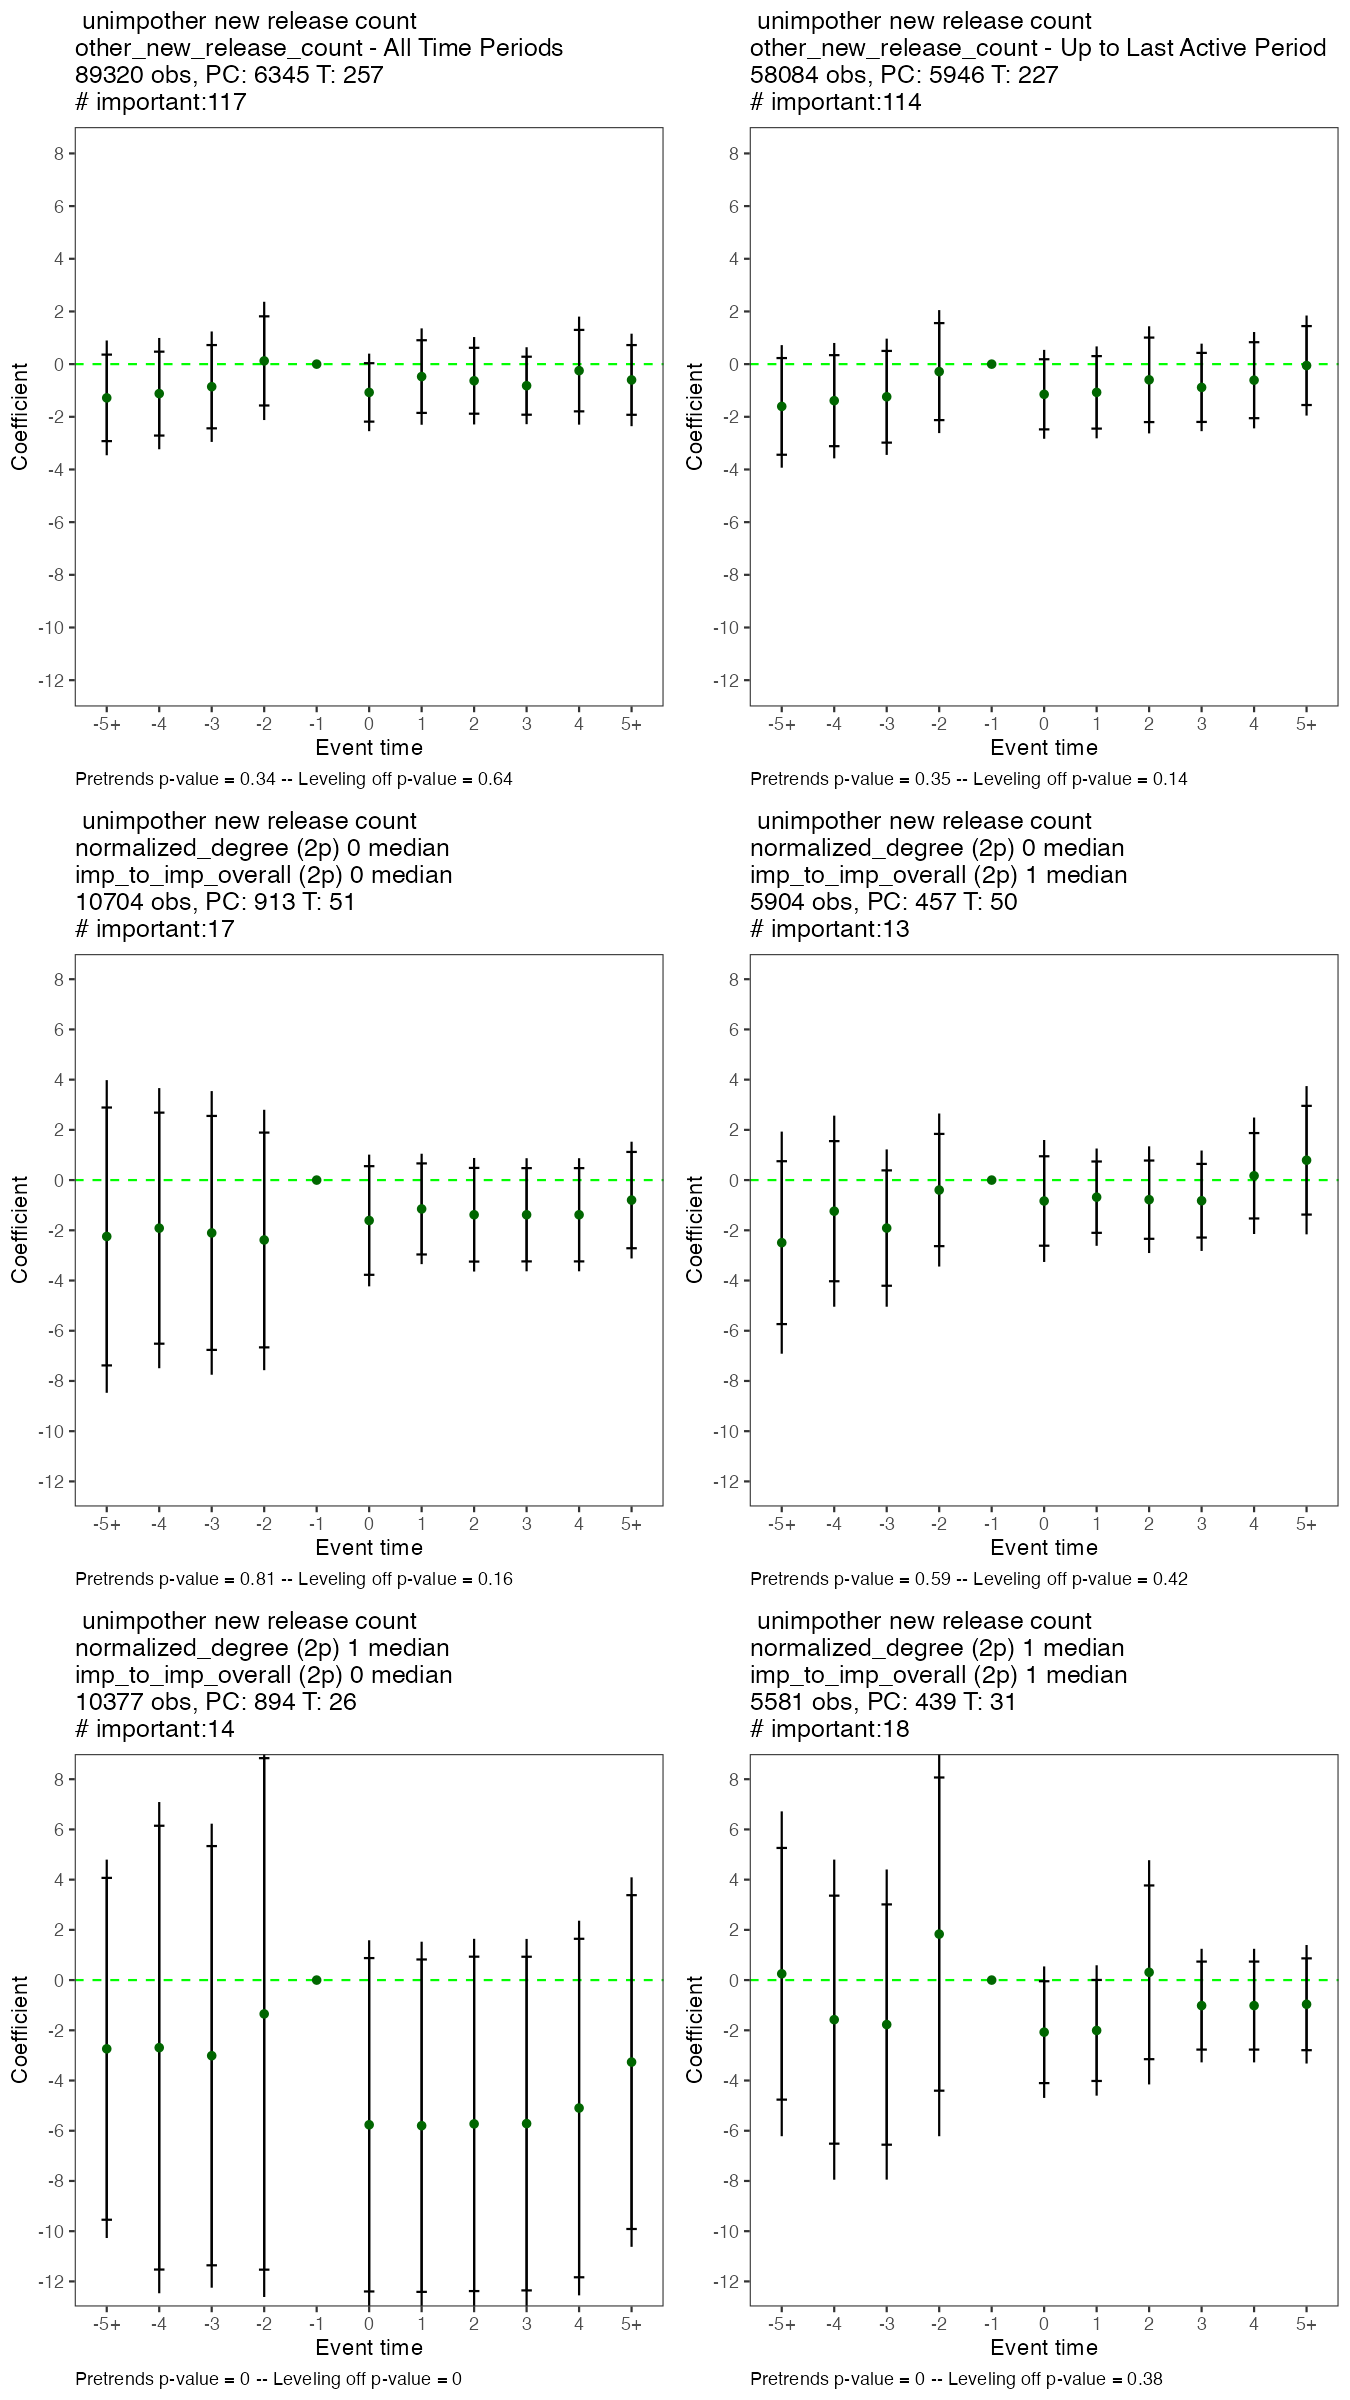 unimpother new release count
other_new_release_count - All Time Periods
89320 obs, PC: 6345 T: 257
# important:117
8
6
4
2
0
-2
-4
-6
-8
-10
-12
Coefficient
-5+ -4 -3 -2 -1 0 1 2 3 4 5+
Event time
Pretrends p-value = 0.34 -- Leveling off p-value = 0.64
unimpother new release count
other_new_release_count - Up to Last Active Period
58084 obs, PC: 5946 T: 227
# important:114
8
6
4
2
0
-2
-4
-6
-8
-10
-12
Coefficient
-5+ -4 -3 -2 -1 0 1 2 3 4 5+
Event time
Pretrends p-value = 0.35 -- Leveling off p-value = 0.14
unimpother new release count
normalized_degree (2p) 0 median
imp_to_imp_overall (2p) 0 median
10704 obs, PC: 913 T: 51
# important:17
8
6
4
2
0
-2
-4
-6
-8
-10
-12
Coefficient
-5+ -4 -3 -2 -1 0 1 2 3 4 5+
Event time
Pretrends p-value = 0.81 -- Leveling off p-value = 0.16
unimpother new release count
normalized_degree (2p) 0 median
imp_to_imp_overall (2p) 1 median
5904 obs, PC: 457 T: 50
# important:13
8
6
4
2
0
-2
-4
-6
-8
-10
-12
Coefficient
-5+ -4 -3 -2 -1 0 1 2 3 4 5+
Event time
Pretrends p-value = 0.59 -- Leveling off p-value = 0.42
unimpother new release count
normalized_degree (2p) 1 median
imp_to_imp_overall (2p) 0 median
10377 obs, PC: 894 T: 26
# important:14
8
6
4
2
0
-2
-4
-6
-8
-10
-12
Coefficient
-5+ -4 -3 -2 -1 0 1 2 3 4 5+
Event time
Pretrends p-value = 0 -- Leveling off p-value = 0
unimpother new release count
normalized_degree (2p) 1 median
imp_to_imp_overall (2p) 1 median
5581 obs, PC: 439 T: 31
# important:18
8
6
4
2
0
-2
-4
-6
-8
-10
-12
Coefficient
-5+ -4 -3 -2 -1 0 1 2 3 4 5+
Event time
Pretrends p-value = 0 -- Leveling off p-value = 0.38